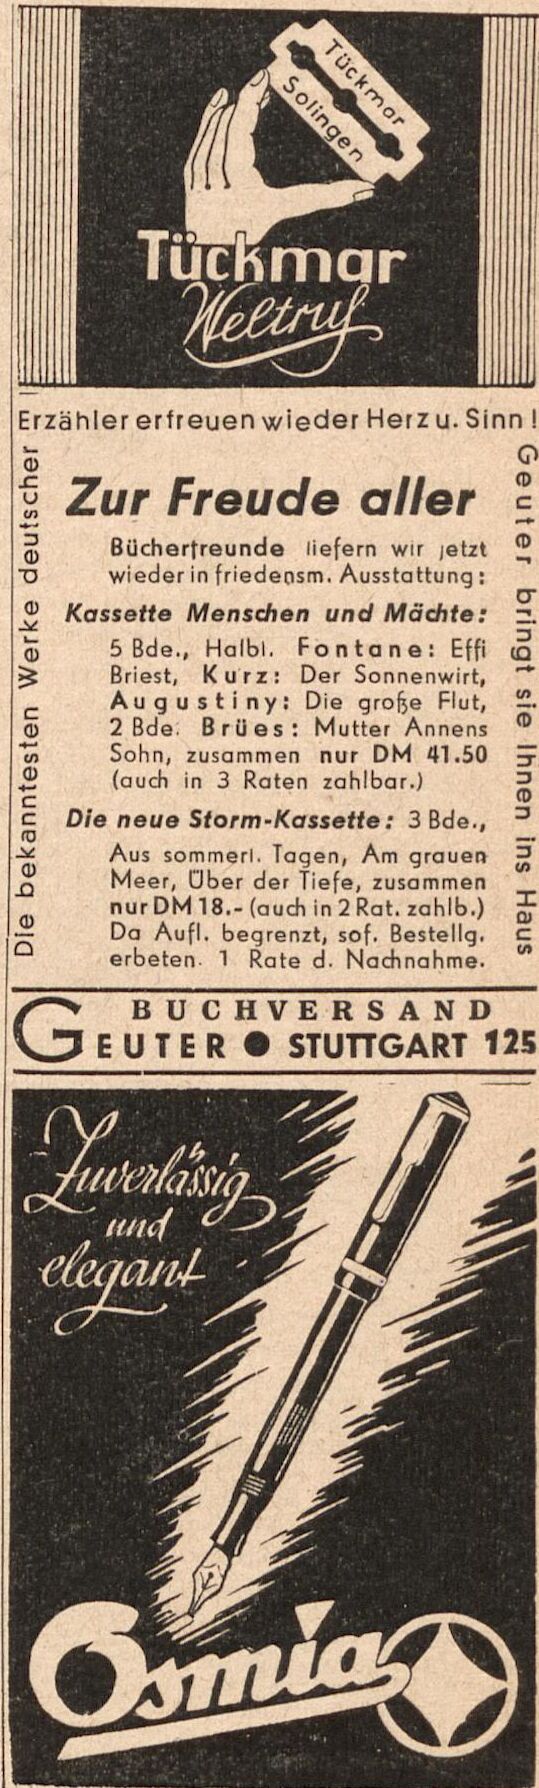 Tückmar
Solingen
Tückmar
Weltruf
Die bekanntesten Werke deutscher
Erzähler erfreuen wieder Herz u. Sinn!
Geuter bringt sie Ihnen ins Haus
Zur Freude aller
Bücherfreunde liefern wir jetzt
wieder in friedensm. Ausstattung:
Kassette Menschen und Mächte:
5 Bde., Halbl. Fontane: Effi
Briest, Kurz: Der Sonnenwirt,
Augustiny: Die große Flut,
2 Bde. Brües: Mutter Annens
Sohn, zusammen nur DM 41.50
(auch in 3 Raten zahlbar.)
Die neue Storm-Kassette: 3 Bde.,
Aus sommerl. Tagen, Am grauen
Meer, Über der Tiefe, zusammen
nur DM 18.- (auch in 2 Rat. zahlb.)
Da Aufl. begrenzt, sof. Bestellg.
erbeten. 1 Rate d. Nachnahme.
BUCHVERSAND
GEUTER ● STUTTGART 125
Zuverlässig
und
elegant
Osmia